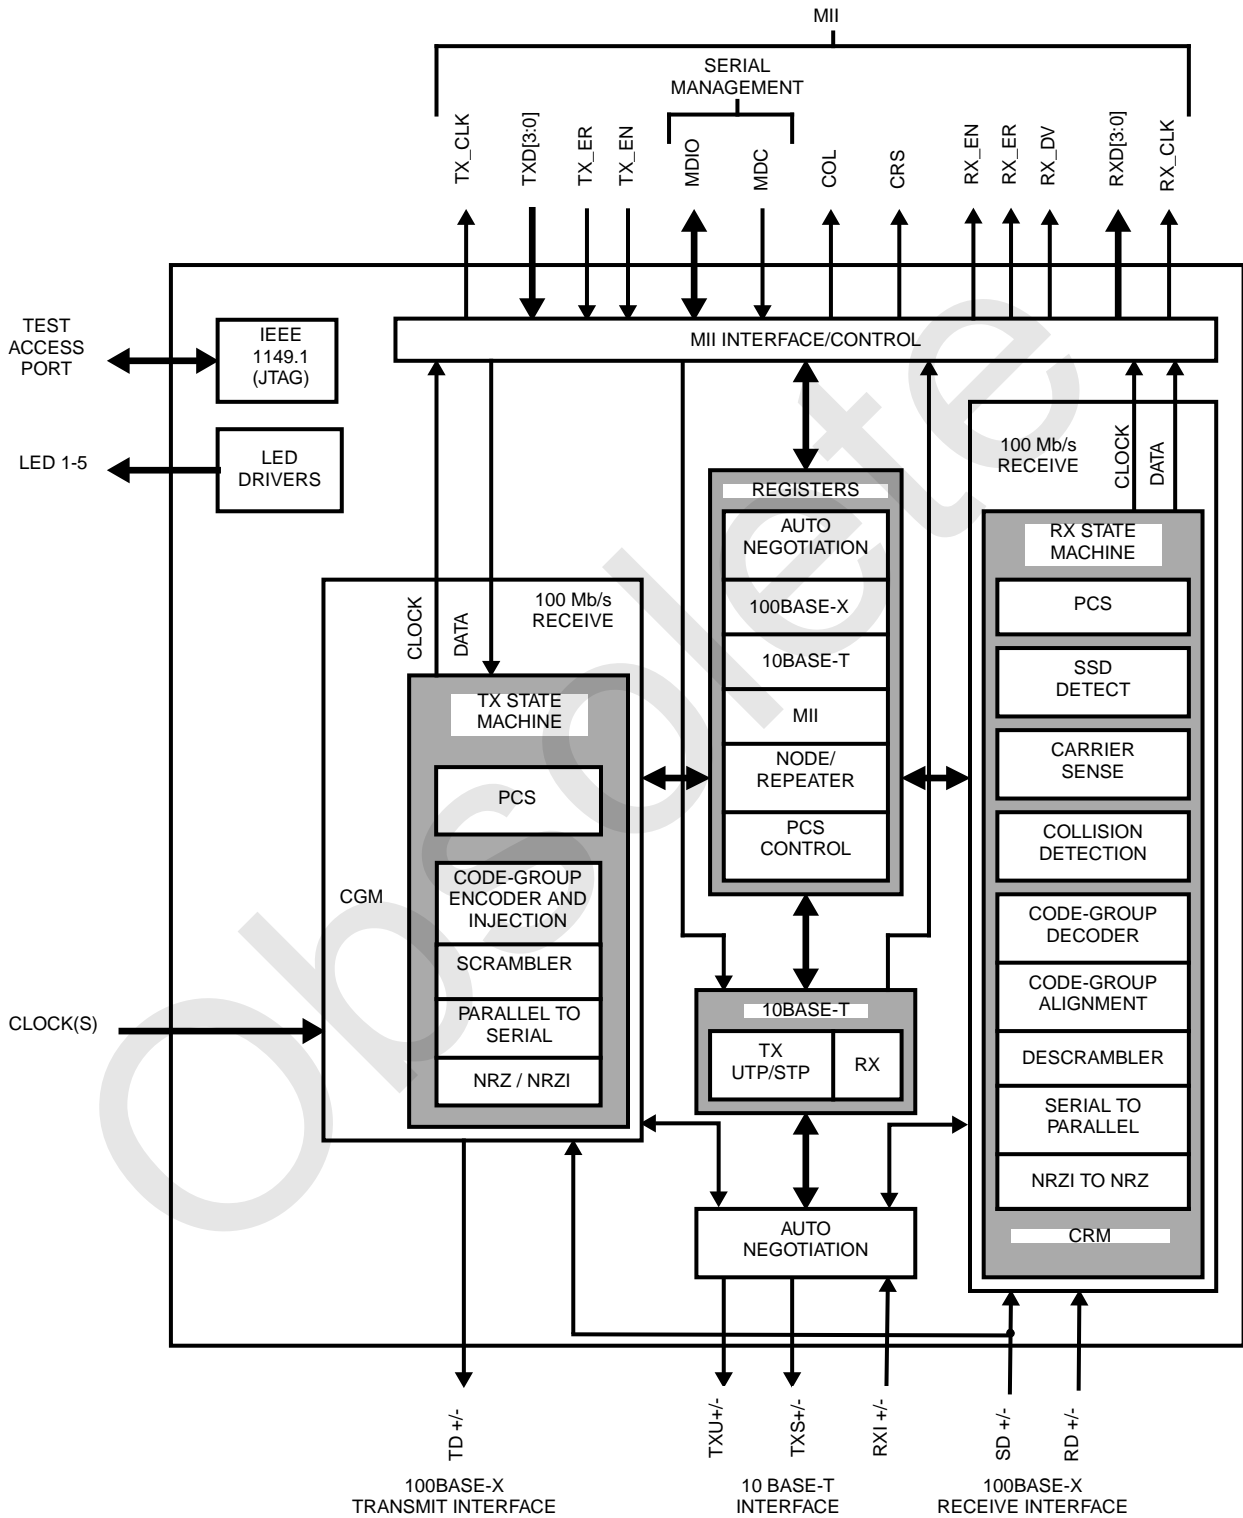 MII
SERIAL
MANAGEMENT
TX_CLK
TXD[3:0]
TX_ER
TX_EN
MDIO
MDC
COL
CRS
RX_EN
RX_ER
RX_DV
RXD[3:0]
RX_CLK
MII INTERFACE/CONTROL
TEST
ACCESS
PORT
IEEE
1149.1
(JTAG)
LED 1-5
LED
DRIVERS
REGISTERS
AUTO
NEGOTIATION
100BASE-X
10BASE-T
MII
NODE/
REPEATER
PCS
CONTROL
100 Mb/s
RECEIVE
CLOCK
DATA
RX STATE
MACHINE
PCS
SSD
DETECT
CARRIER
SENSE
COLLISION
DETECTION
CODE-GROUP
DECODER
CODE-GROUP
ALIGNMENT
DESCRAMBLER
SERIAL TO
PARALLEL
NRZI TO NRZ
CRM
100 Mb/s
RECEIVE
CLOCK
DATA
TX STATE
MACHINE
PCS
CGM
CODE-GROUP
ENCODER AND
INJECTION
SCRAMBLER
PARALLEL TO
SERIAL
NRZ / NRZI
CLOCK(S)
10BASE-T
TX
UTP/STP
RX
AUTO
NEGOTIATION
TD +/-
TXU+/-
TXS+/-
RXI +/-
SD +/-
RD +/-
100BASE-X
TRANSMIT INTERFACE
10 BASE-T
INTERFACE
100BASE-X
RECEIVE INTERFACE
Obsolete